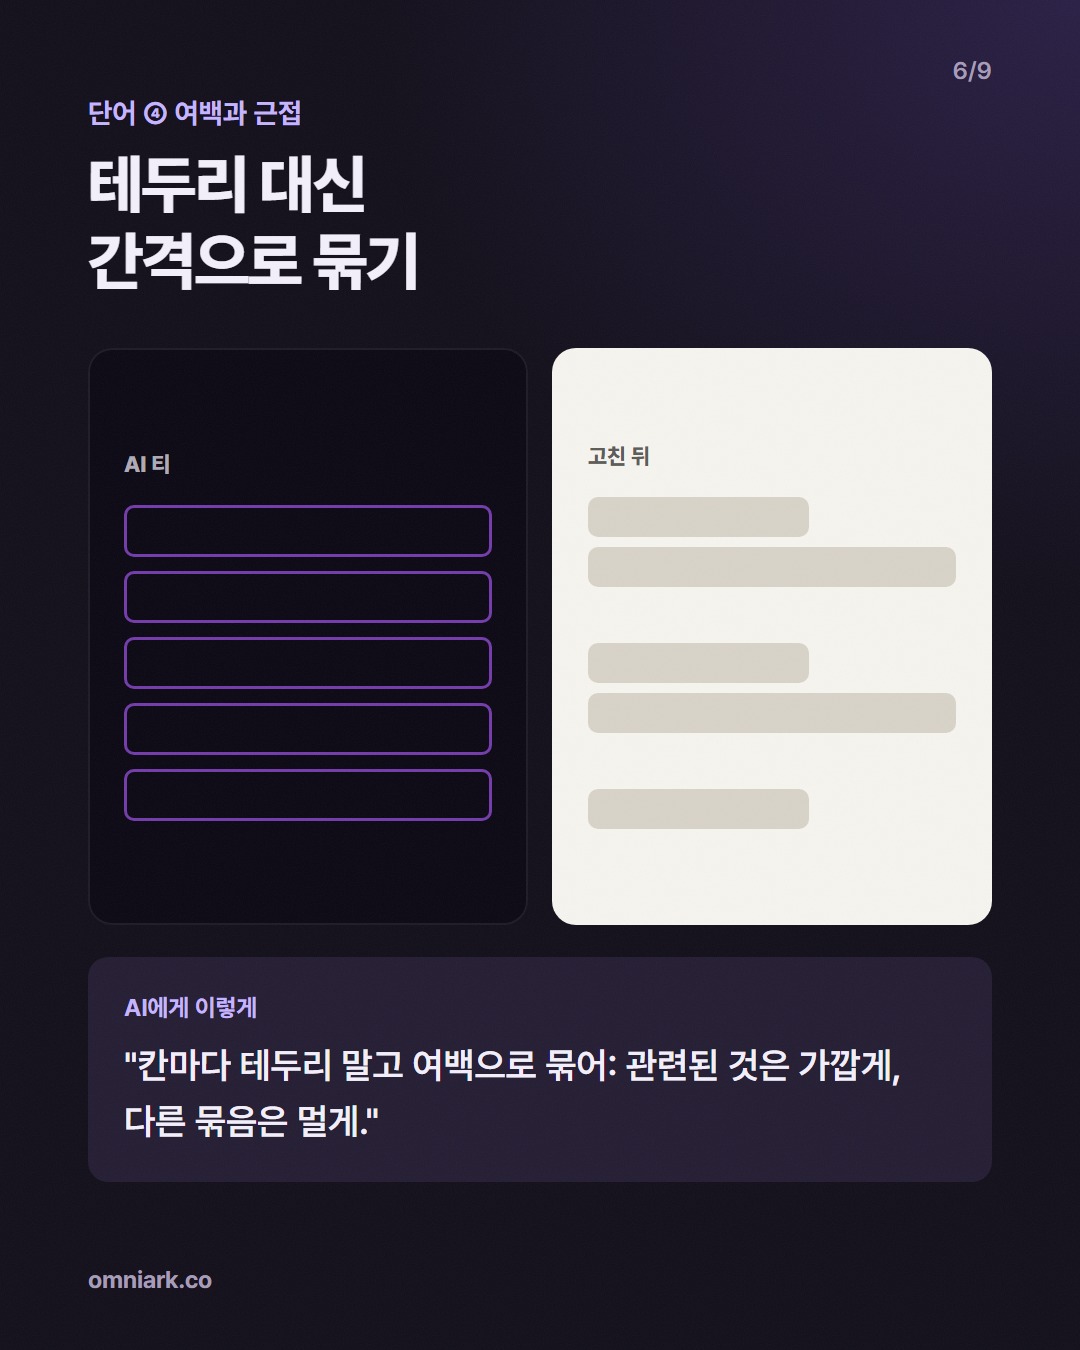 6/9
단어 ④ 여백과 근접
테두리 대신
간격으로 묶기
AI 티
고친 뒤
AI에게 이렇게
"칸마다 테두리 말고 여백으로 묶어: 관련된 것은 가깝게,
다른 묶음은 멀게."
omniark.co